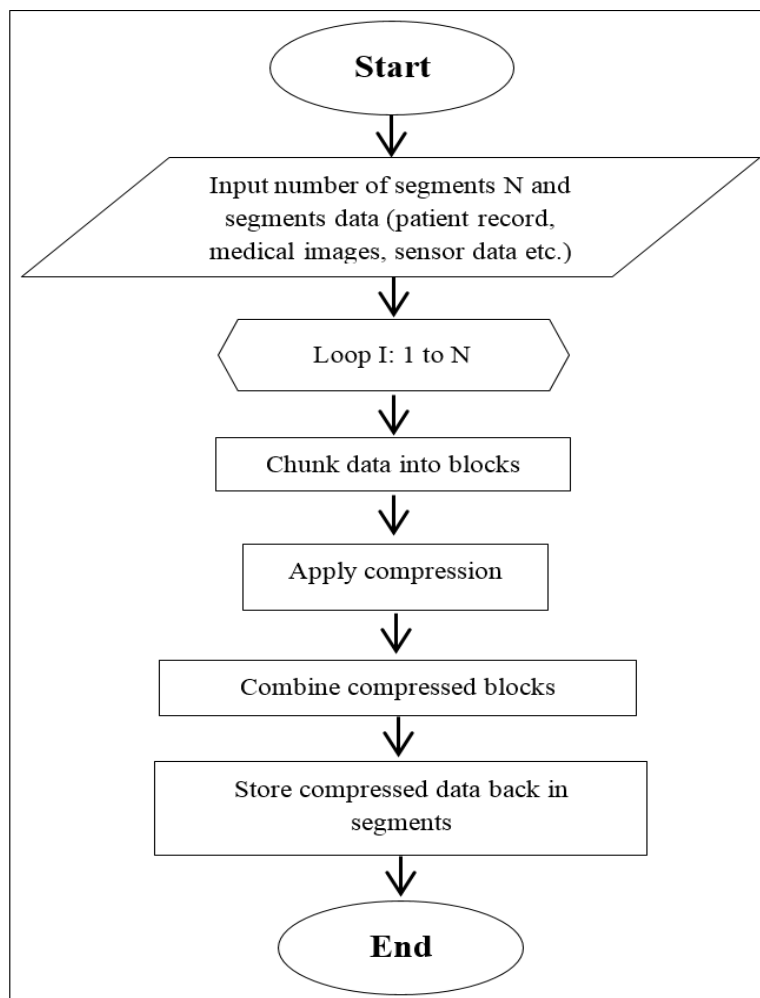 Start
Input number of segments N and
segments data (patient record,
medical images, sensor data etc.)
Loop I: 1 to N
Chunk data into blocks
Apply compression
Combine compressed blocks
Store compressed data back in
segments
End